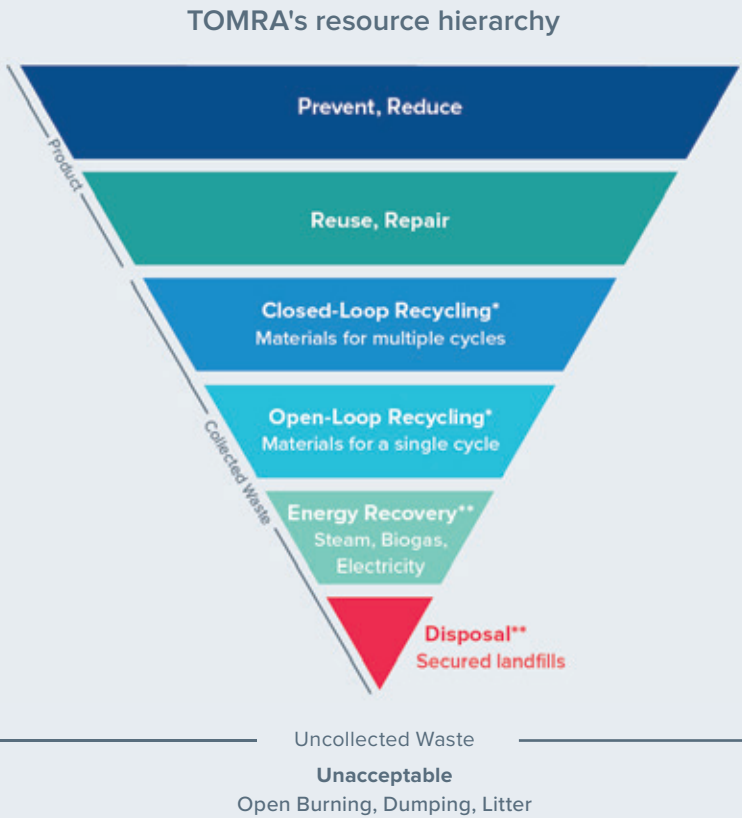 TOMRA's resource hierarchy
Prevent, Reduce
Product
Reuse, Repair
Closed-Loop Recycling*
Materials for multiple cycles
Open-Loop Recycling*
Materials for a single cycle
Collected Waste
Energy Recovery**
Steam, Biogas,
Electricity
Disposal**
Secured landfills
Uncollected Waste
Unacceptable
Open Burning, Dumping, Litter